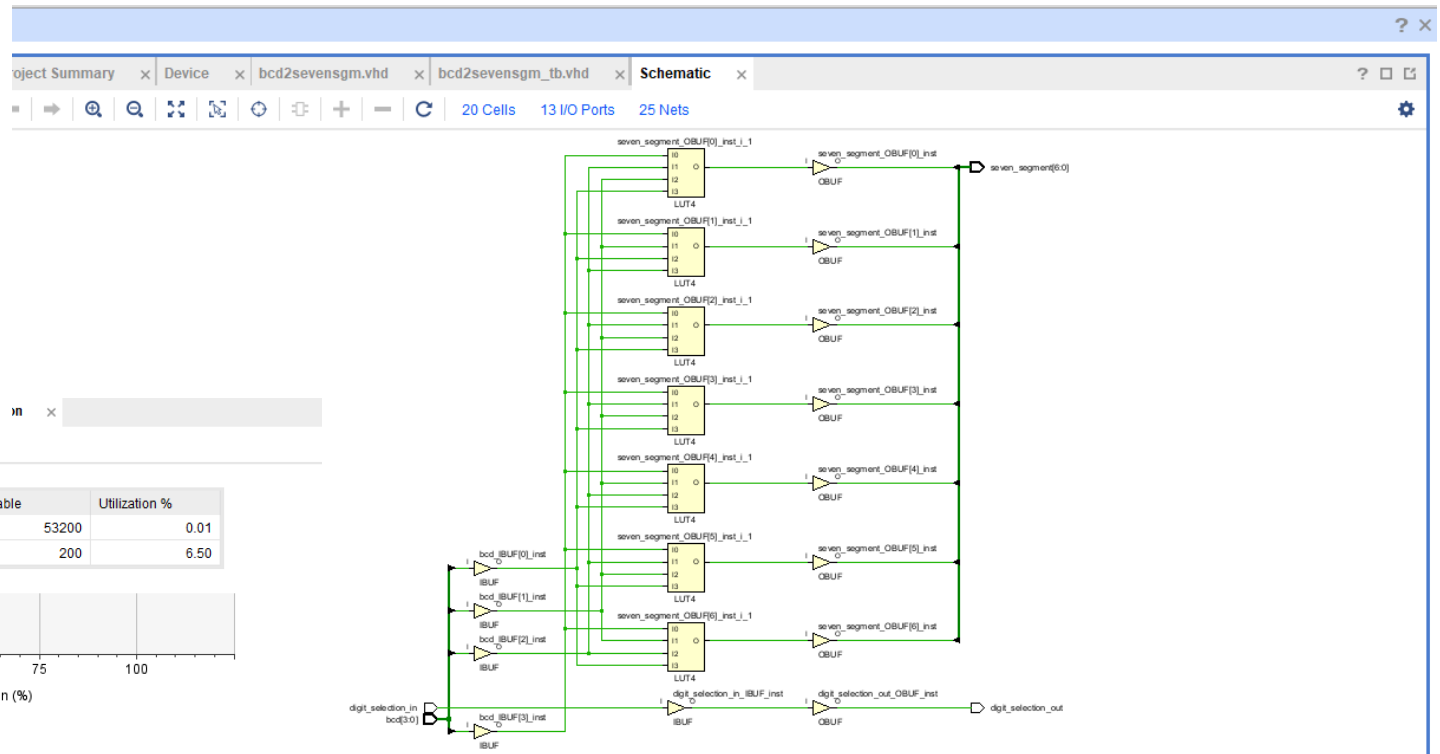 ? ×
roject Summary × Device × bcd2sevensgm.vhd × bcd2sevensgm_tb.vhd × Schematic × ?
20 Cells 13 I/O Ports 25 Nets
seven_segment_OBUF[0]_inst_i_1
I0
I1 O
I2
I3
LUT4
seven_segment_OBUF[0]_inst
I O
OBUF
seven_segment[6:0]
seven_segment_OBUF[1]_inst_i_1
I0
I1 O
I2
I3
LUT4
seven_segment_OBUF[1]_inst
I O
OBUF
seven_segment_OBUF[2]_inst_i_1
I0
I1 O
I2
I3
LUT4
seven_segment_OBUF[2]_inst
I O
OBUF
seven_segment_OBUF[3]_inst_i_1
I0
I1 O
I2
I3
LUT4
seven_segment_OBUF[3]_inst
I O
OBUF
on ×
seven_segment_OBUF[4]_inst_i_1
I0
I1 O
I2
I3
LUT4
seven_segment_OBUF[4]_inst
I O
OBUF
able Utilization %
53200 0.01
200 6.50
seven_segment_OBUF[5]_inst_i_1
I0
I1 O
I2
I3
LUT4
seven_segment_OBUF[5]_inst
I O
OBUF
bcd_IBUF[0]_inst
I O
IBUF
bcd_IBUF[1]_inst
I O
IBUF
bcd_IBUF[2]_inst
I O
IBUF
seven_segment_OBUF[6]_inst_i_1
I0
I1 O
I2
I3
LUT4
seven_segment_OBUF[6]_inst
I O
OBUF
75 100
n (%)
digit_selection_in
bcd[3:0]
digit_selection_in_IBUF_inst
I O
IBUF
digit_selection_out_OBUF_inst
I O
OBUF
digit_selection_out
bcd_IBUF[3]_inst
I O
IBUF